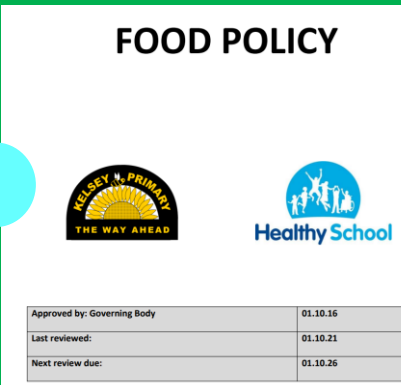 FOOD POLICY
KELSEY PRIMARY
THE WAY AHEAD
Healthy School
Approved by: Governing Body 01.10.16
Last reviewed: 01.10.21
Next review due: 01.10.26